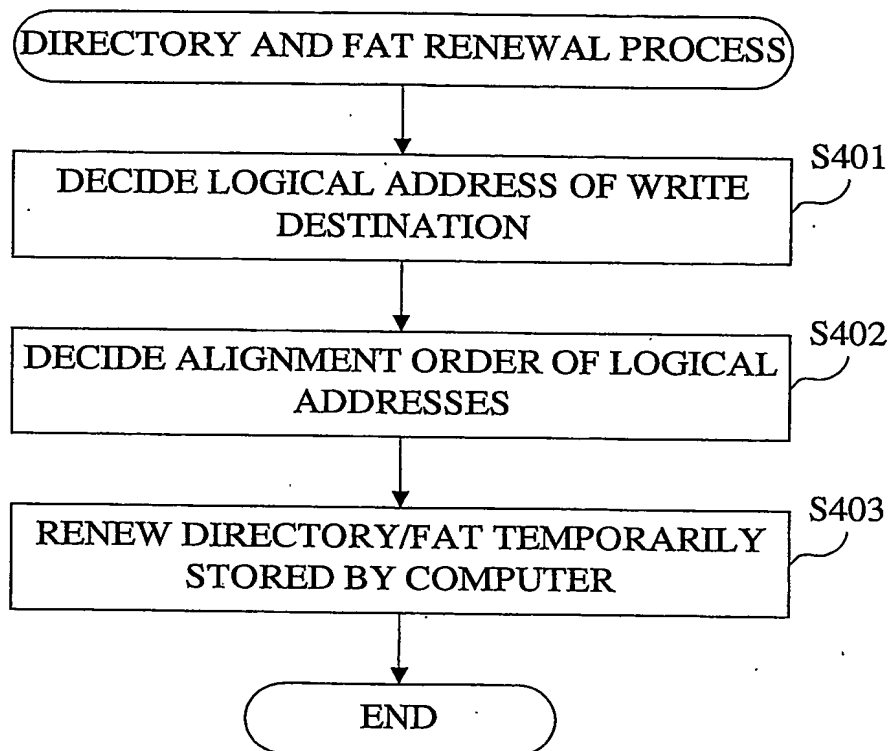 DIRECTORY AND FAT RENEWAL PROCESS
S401
DECIDE LOGICAL ADDRESS OF WRITE
DESTINATION
S402
DECIDE ALIGNMENT ORDER OF LOGICAL
ADDRESSES
S403
RENEW DIRECTORY/FAT TEMPORARILY
STORED BY COMPUTER
END